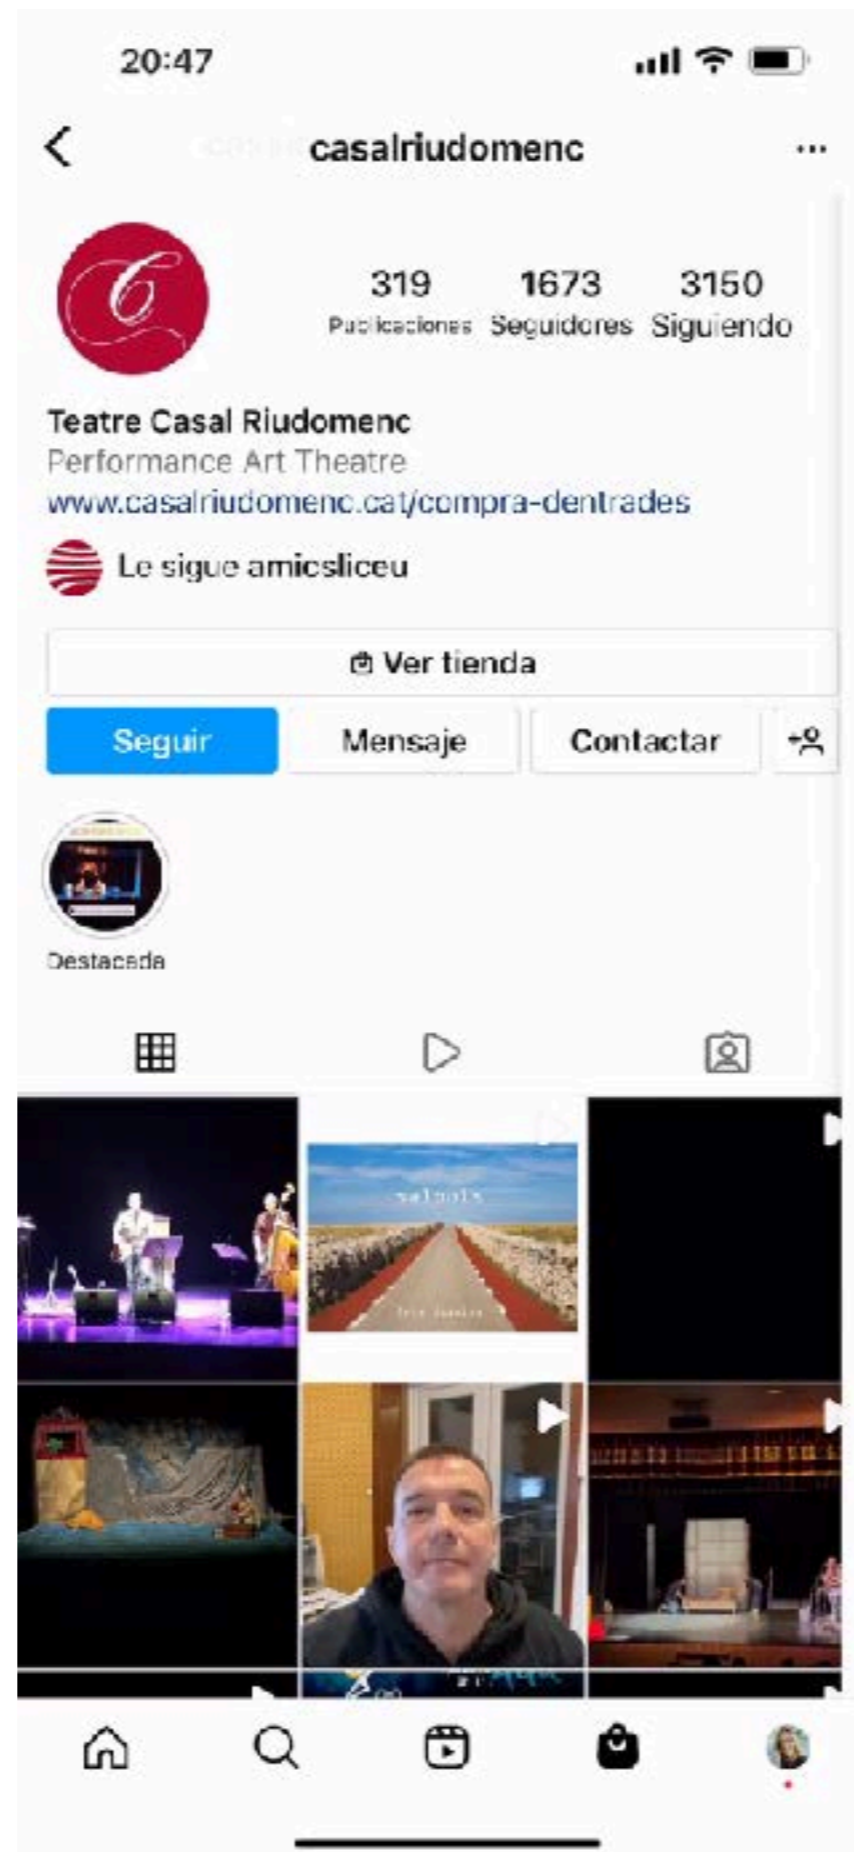 20:47
casalriudomenc
319 1673 3150
Publicaciones Seguidores Siguiendo
Teatre Casal Riudomenc
Performance Art Theatre
www.casalriudomenc.cat/compra-dentrades
Le sigue amicsliceu
Ver tienda
Seguir Mensaje Contactar
Destacada